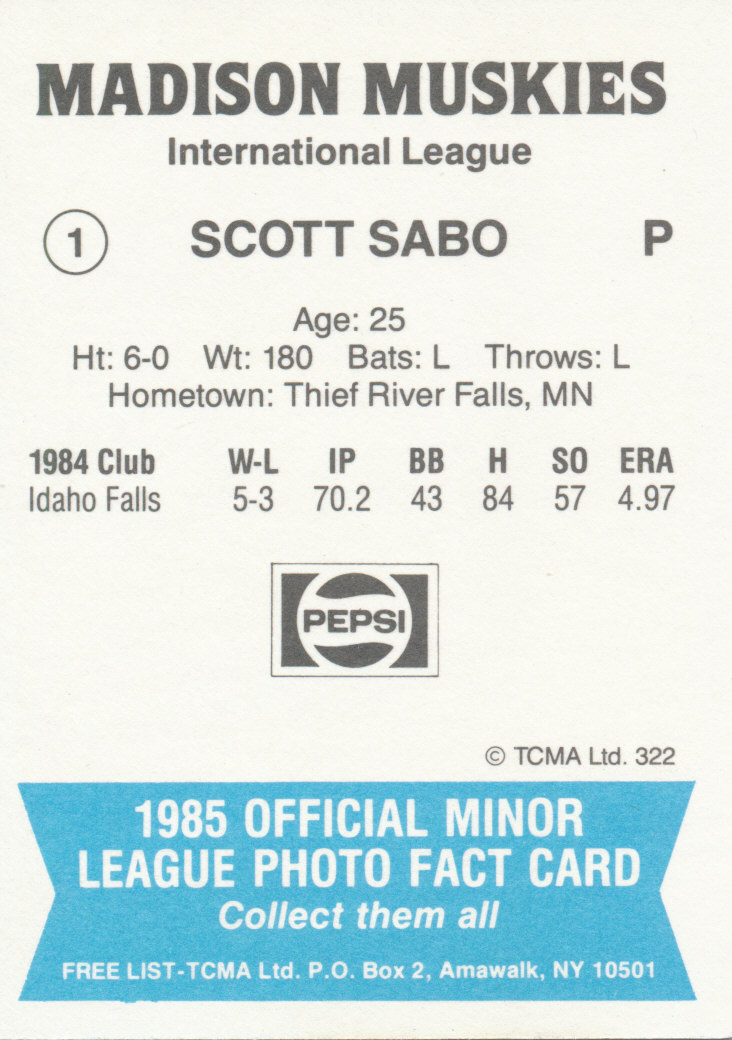 MADISON MUSKIES
International League
1 SCOTT SABO P
Age: 25
Ht: 6-0 Wt: 180 Bats: L Throws: L
Hometown: Thief River Falls, MN
1984 Club W-L IP BB H SO ERA
Idaho Falls 5-3 70.2 43 84 57 4.97
PEPSI
© TCMA Ltd. 322
1985 OFFICIAL MINOR
LEAGUE PHOTO FACT CARD
Collect them all
FREE LIST-TCMA Ltd. P.O. Box 2, Amawalk, NY 10501